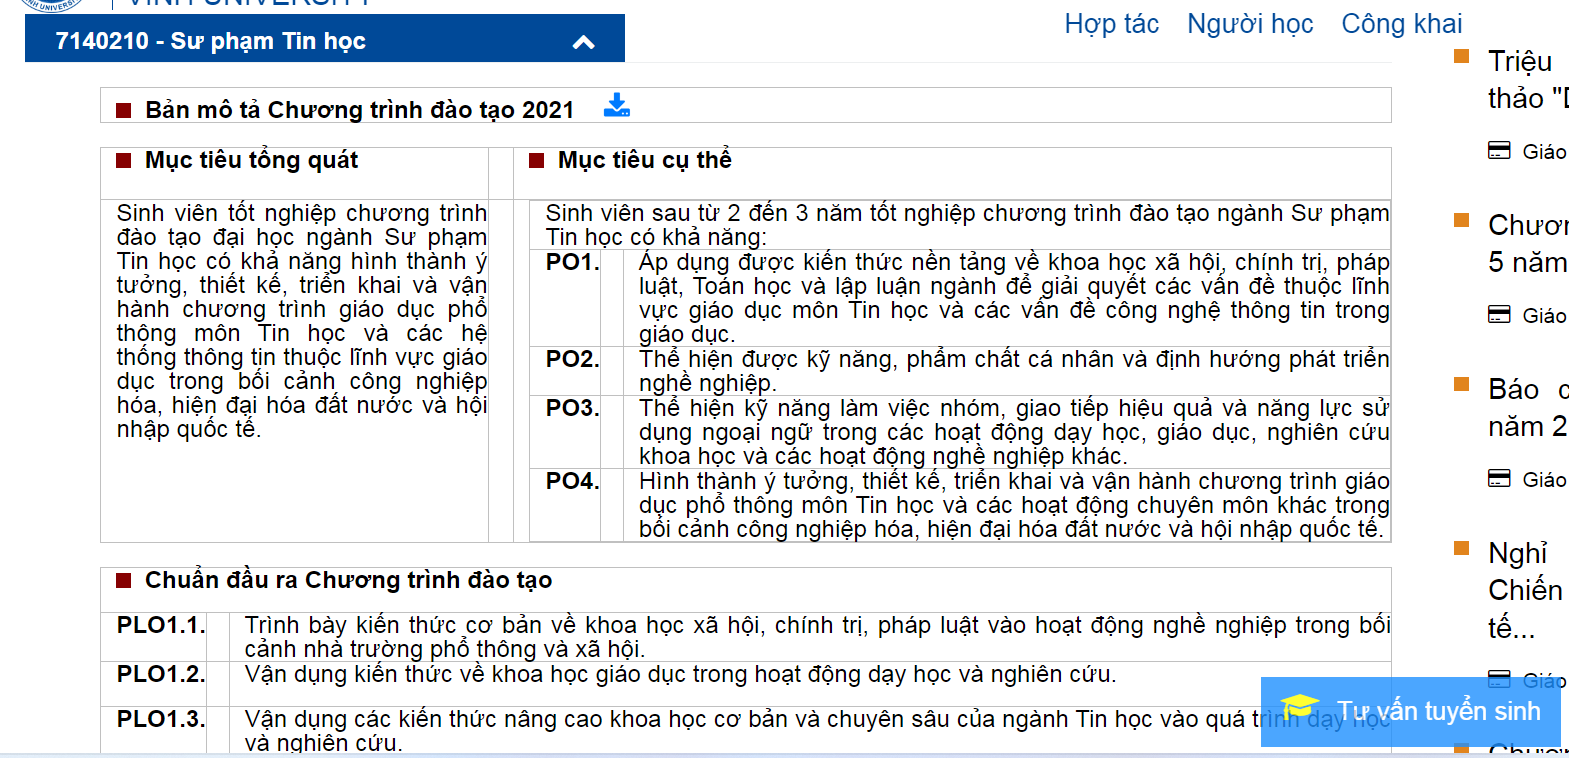 VINH UNIVERSITY
7140210 - Sư phạm Tin học
Hợp tác Người học Công khai
Bản mô tả Chương trình đào tạo 2021
Mục tiêu tổng quát
Sinh viên tốt nghiệp chương trình
đào tạo đại học ngành Sư phạm
Tin học có khả năng hình thành ý
tưởng, thiết kế, triển khai và vận
hành chương trình giáo dục phổ
thông môn Tin học và các hệ
thống thông tin thuộc lĩnh vực giáo
dục trong bối cảnh công nghiệp
hóa, hiện đại hóa đất nước và hội
nhập quốc tế.
Mục tiêu cụ thể
Sinh viên sau từ 2 đến 3 năm tốt nghiệp chương trình đào tạo ngành Sư phạm
Tin học có khả năng:
PO1. Áp dụng được kiến thức nền tảng về khoa học xã hội, chính trị, pháp
luật, Toán học và lập luận ngành để giải quyết các vấn đề thuộc lĩnh
vực giáo dục môn Tin học và các vấn đề công nghệ thông tin trong
giáo dục.
PO2. Thể hiện được kỹ năng, phẩm chất cá nhân và định hướng phát triển
nghề nghiệp.
PO3. Thể hiện kỹ năng làm việc nhóm, giao tiếp hiệu quả và năng lực sử
dụng ngoại ngữ trong các hoạt động dạy học, giáo dục, nghiên cứu
khoa học và các hoạt động nghề nghiệp khác.
PO4. Hình thành ý tưởng, thiết kế, triển khai và vận hành chương trình giáo
dục phổ thông môn Tin học và các hoạt động chuyên môn khác trong
bối cảnh công nghiệp hóa, hiện đại hóa đất nước và hội nhập quốc tế.
Chuẩn đầu ra Chương trình đào tạo
PLO1.1. Trình bày kiến thức cơ bản về khoa học xã hội, chính trị, pháp luật vào hoạt động nghề nghiệp trong bối
cảnh nhà trường phổ thông và xã hội.
PLO1.2. Vận dụng kiến thức về khoa học giáo dục trong hoạt động dạy học và nghiên cứu.
PLO1.3. Vận dụng các kiến thức nâng cao khoa học cơ bản và chuyên sâu của ngành Tin học vào quá trình dạy học
và nghiên cứu.
Triệu
thảo "
Giáo
Chươn
5 năm
Giáo
Báo
năm 2
Giáo
Nghỉ
Chiến
tế...
Giáo
Tư vấn tuyển sinh